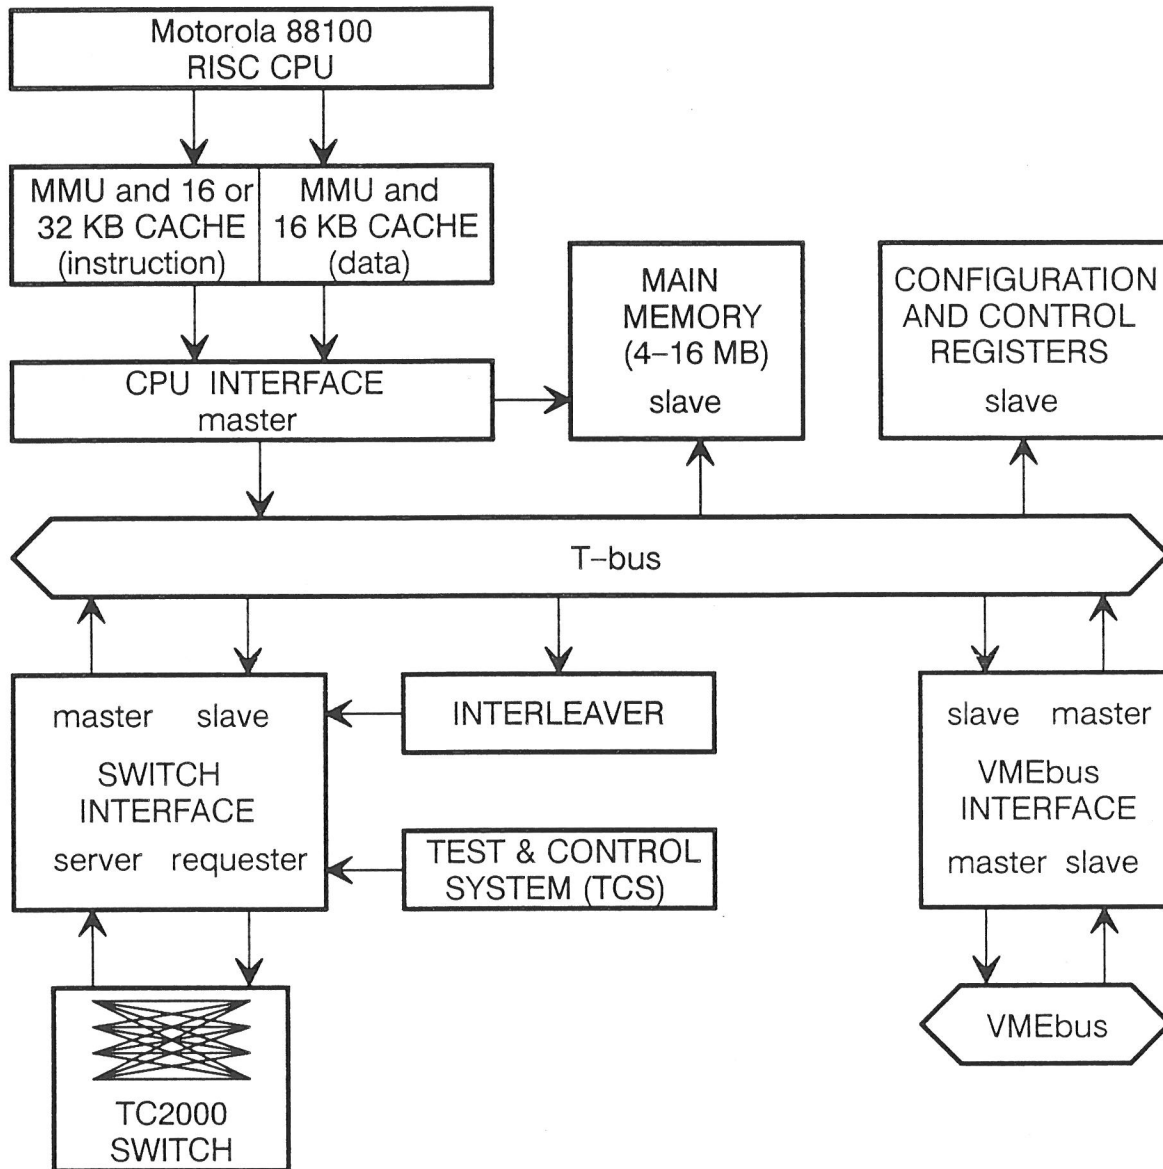 Motorola 88100
RISC CPU
MMU and 16 or
32 KB CACHE
(instruction)
MMU and
16 KB CACHE
(data)
MAIN
MEMORY
(4–16 MB)
slave
CONFIGURATION
AND CONTROL
REGISTERS
slave
CPU INTERFACE
master
T–bus
master slave
SWITCH
INTERFACE
server requester
INTERLEAVER
TEST & CONTROL
SYSTEM (TCS)
slave master
VMEbus
INTERFACE
master slave
TC2000
SWITCH
VMEbus